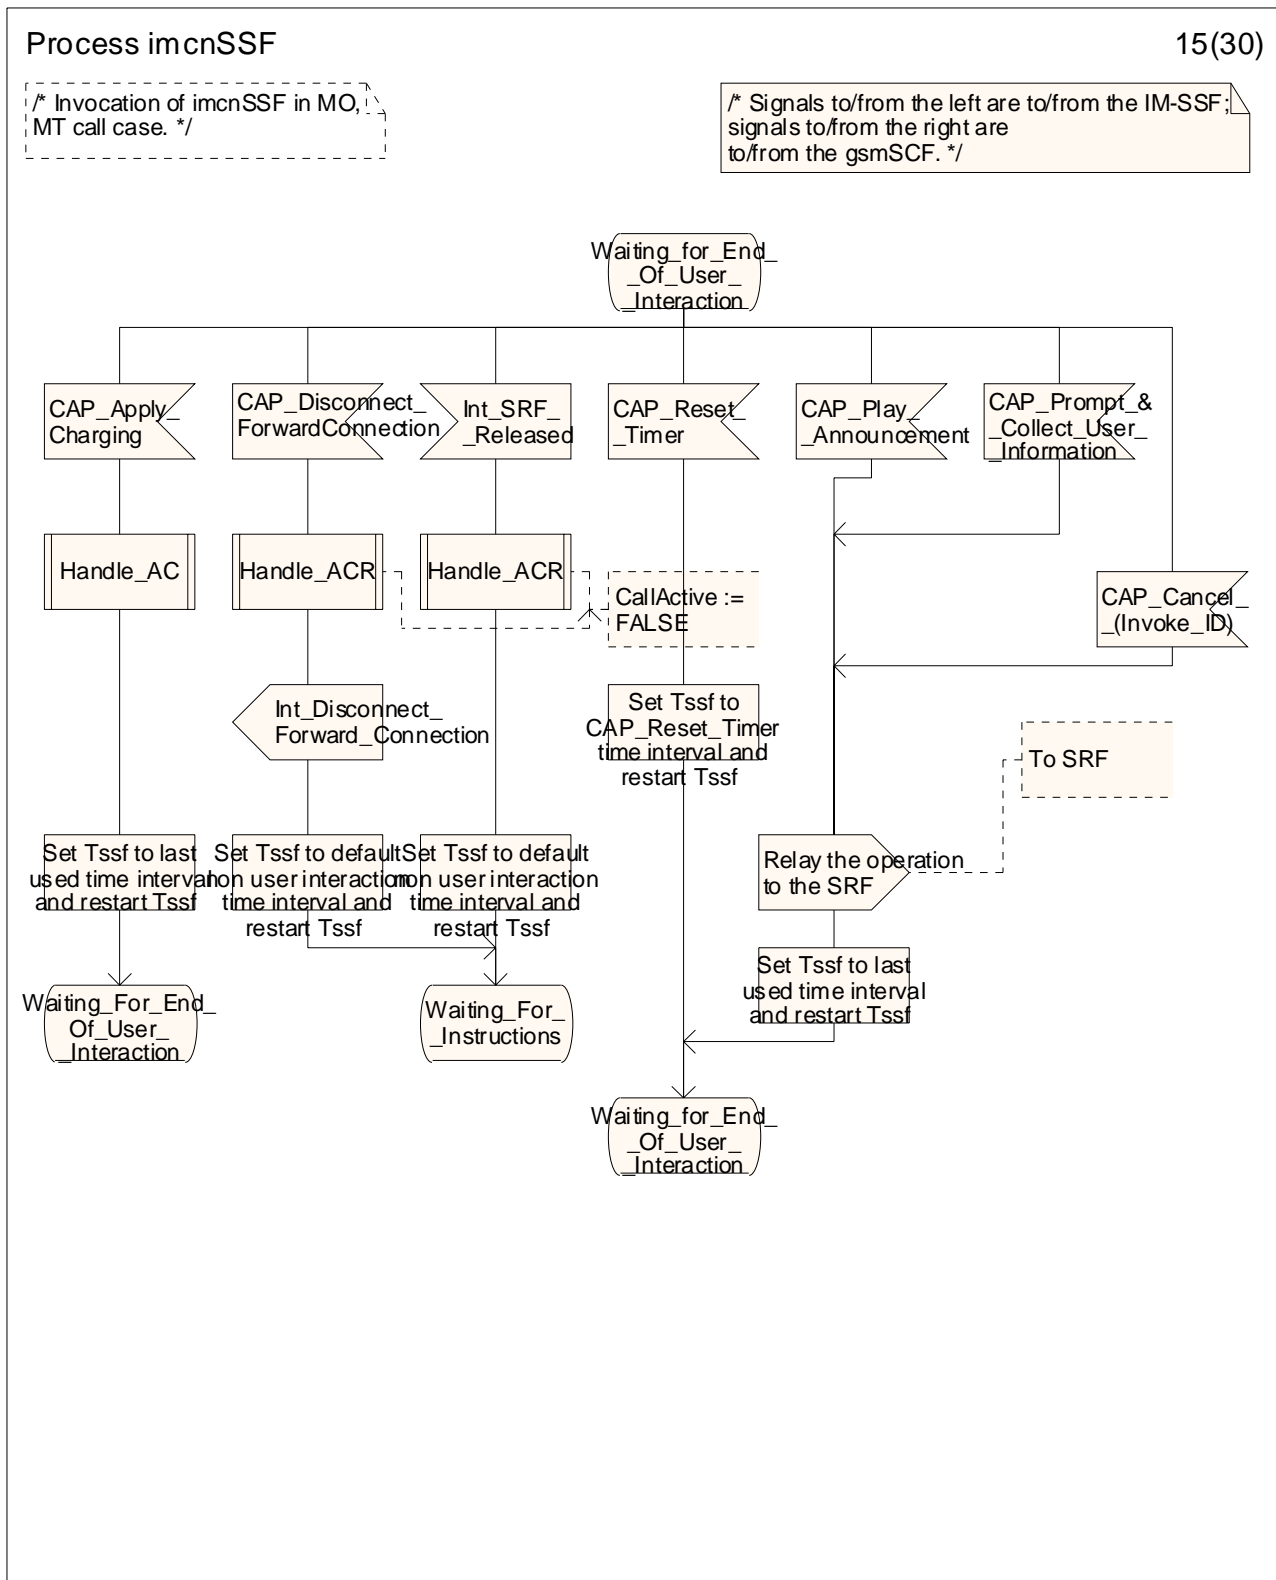 Process imcnSSF
15(30)
/* Invocation of imcnSSF in MO,
MT call case. */
/* Signals to/from the left are to/from the IM-SSF;
signals to/from the right are
to/from the gsmSCF. */
Waiting_for_End_
_Of_User_
_Interaction
CAP_Apply_
Charging
CAP_Disconnect_
ForwardConnection
Int_SRF_
_Released
CAP_Reset_
_Timer
CAP_Play_
_Announcement
CAP_Prompt_&
_Collect_User_
_Information
Handle_AC
Handle_ACR
Handle_ACR
CallActive :=
FALSE
CAP_Cancel_
_(Invoke_ID)
Int_Disconnect_
Forward_Connection
Set Tssf to
CAP_Reset_Timer
time interval and
restart Tssf
To SRF
Set Tssf to last
used time interval
and restart Tssf
Set Tssf to default
non user interaction
time interval and
restart Tssf
Set Tssf to default
non user interaction
time interval and
restart Tssf
Relay the operation
to the SRF
Set Tssf to last
used time interval
and restart Tssf
Waiting_For_End_
_Of_User_
_Interaction
Waiting_For_
_Instructions
Waiting_for_End_
_Of_User_
_Interaction